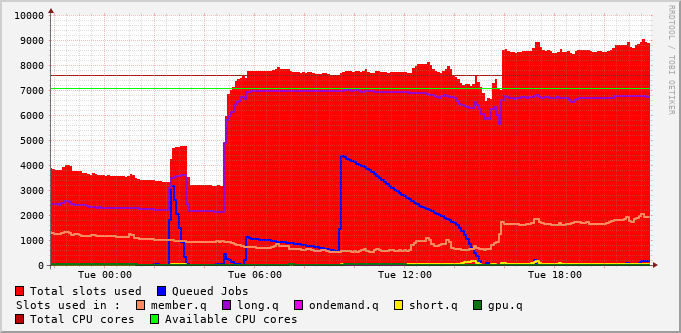 10000
9000
8000
7000
6000
5000
4000
3000
2000
1000
0
Tue 00:00 Tue 06:00 Tue 12:00 Tue 18:00
RRDTOOL / TOBI OETIKER
Total slots used Queued Jobs
Slots used in : member.q long.q ondemand.q short.q gpu.q
Total CPU cores Available CPU cores